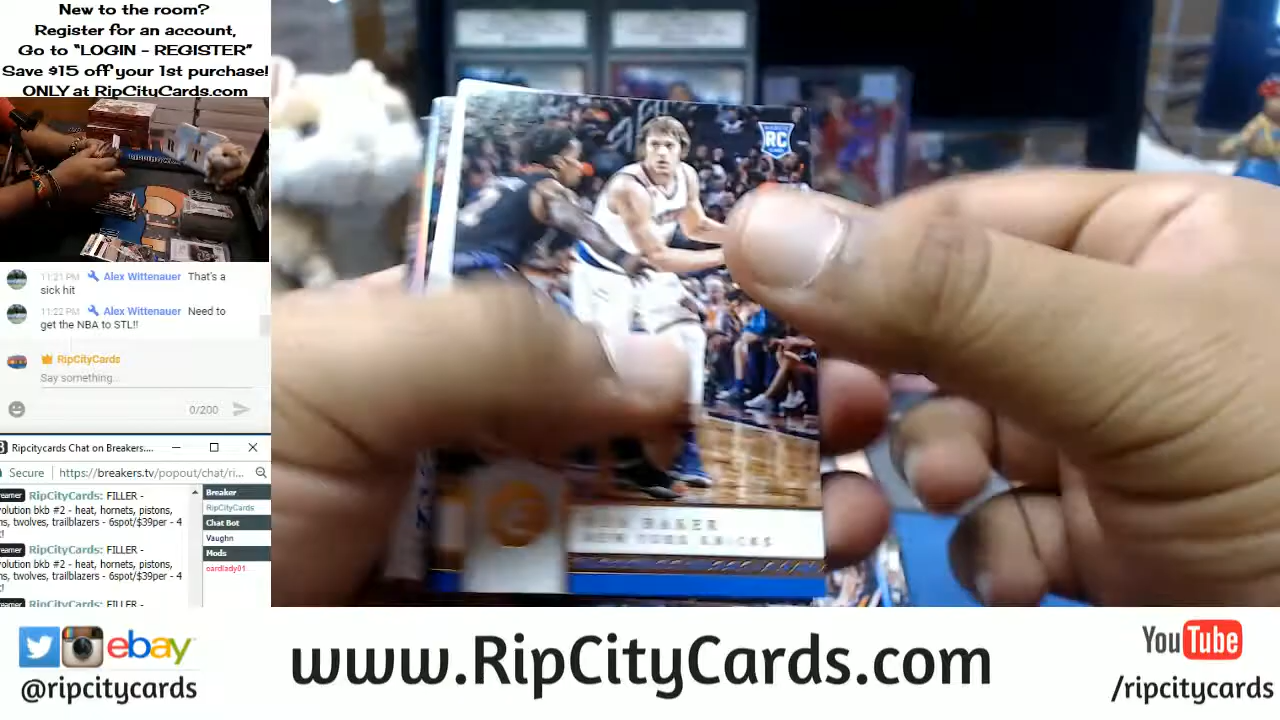 New to the room?
Register for an account,
Go to "LOGIN - REGISTER"
Save $15 off your 1st purchase!
ONLY at RipCityCards.com
11:21 PM Alex Wittenauer That's a
sick hit
11:22 PM Alex Wittenauer Need to
get the NBA to STL!!
RipCityCards
Say something...
0/200
Ripcitycards Chat on Breakers....
Secure https://breakers.tv/popout/chat/ri...
eamer RipCityCards: FILLER -
olution bkb #2 - heat, hornets, pistons,
ns, twolves, trailblazers - 6spot/$39per - 4
eamer RipCityCards: FILLER -
olution bkb #2 - heat, hornets, pistons,
ns, twolves, trailblazers - 6spot/$39per - 4
eamer RipCityCards: FILLER -
Breaker
RipCityCards
Chat Bot
Vaughn
Mods
cardlady01
RC
BAKER
NEW YORK KNICKS
ebay
@ripcitycards
www.RipCityCards.com
YouTube
/ripcitycards